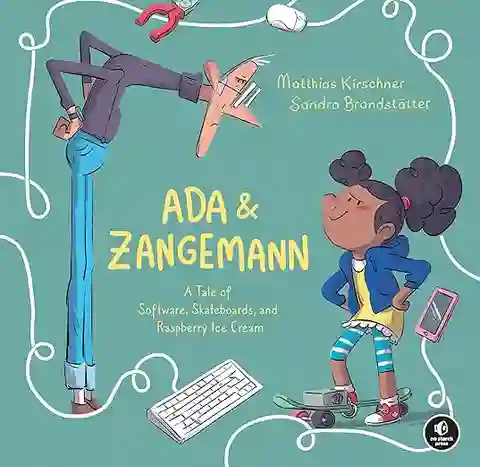 Matthias Kirschner
Sandra Brandstätter
ADA &
ZANGEMANN
A Tale of
Software, Skateboards, and
Raspberry Ice Cream
no starch
press